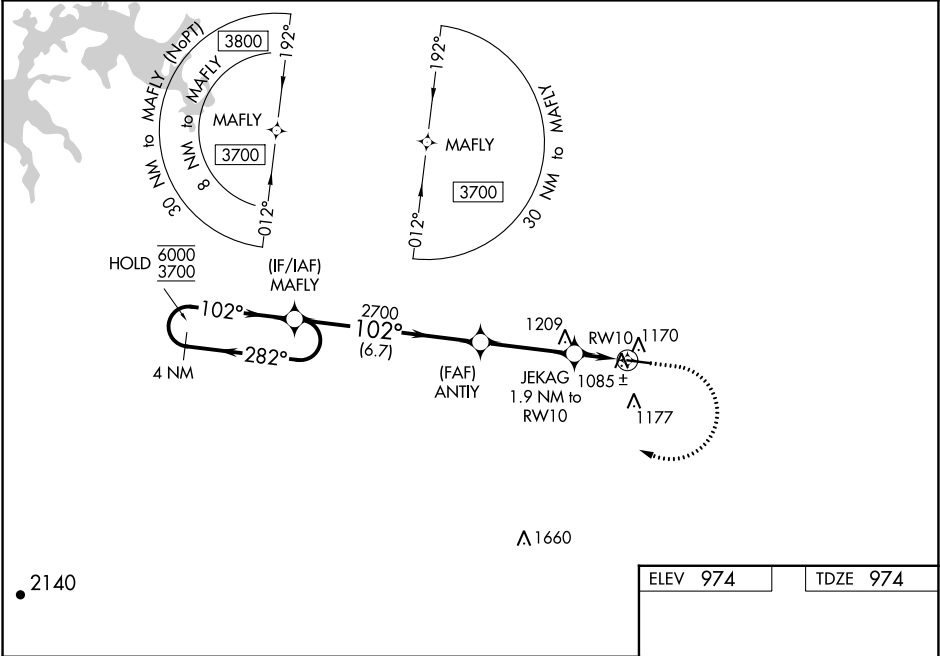 30 NM to MAFLY (NoPT)
3800
192°
8 NM to MAFLY
MAFLY
3700
012°
192°
MAFLY
3700
012°
30 NM to MAFLY
HOLD 6000
3700
(IF/IAF)
MAFLY
102°
282°
4 NM
2700
102°
(6.7)
(FAF)
ANTIY
1209
JEKAG
1.9 NM to
RW10
RW10
1170
1085 ±
1177
1660
2140
ELEV 974
TDZE 974